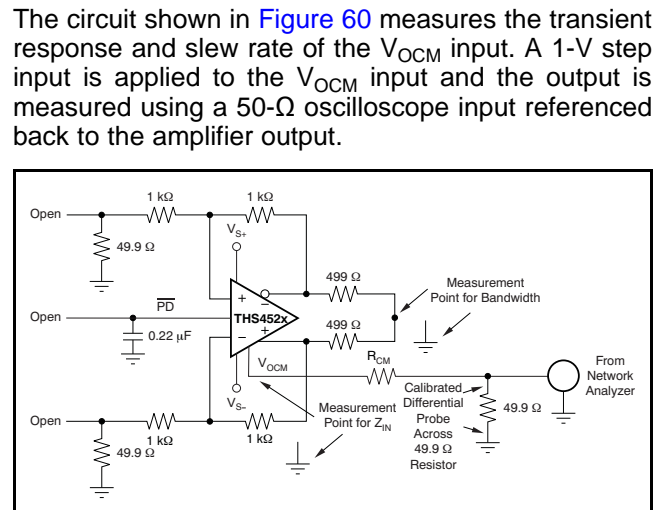 The circuit shown in Figure 60 measures the transient
response and slew rate of the VOCM input. A 1-V step
input is applied to the VOCM input and the output is
measured using a 50-Ω oscilloscope input referenced
back to the amplifier output.
1 kΩ
1 kΩ
Open
49.9 Ω
VS+
499 Ω
Measurement
Point for Bandwidth
PD
Open
0.22 μF
+
−
THS452x
−
+
499 Ω
VOCM
RCM
From
Network
Analyzer
VS−
Calibrated
Differential
Probe
Across
49.9 Ω
Resistor
49.9 Ω
Measurement
Point for ZIN
Open
1 kΩ
1 kΩ
49.9 Ω